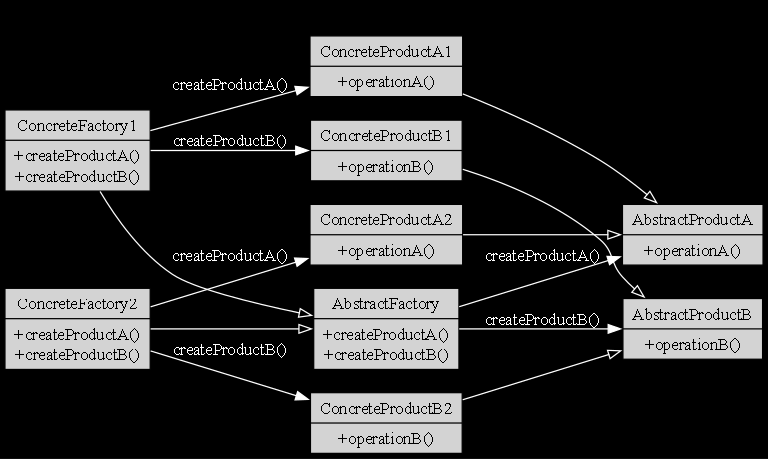 ConcreteProductA1
+operationA()
createProductA()
ConcreteFactory1
+createProductA()
+createProductB()
createProductB()
ConcreteProductB1
+operationB()
ConcreteProductA2
+operationA()
AbstractProductA
+operationA()
createProductA()
createProductA()
ConcreteFactory2
+createProductA()
+createProductB()
AbstractFactory
+createProductA()
+createProductB()
createProductB()
AbstractProductB
+operationB()
createProductB()
ConcreteProductB2
+operationB()